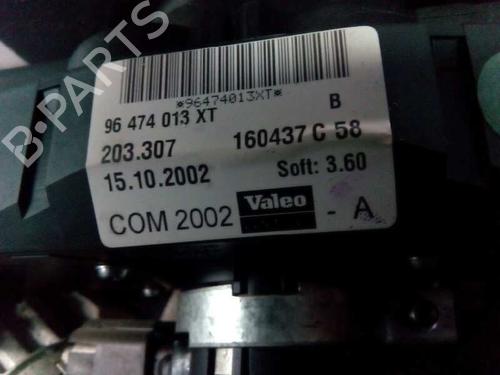 B-PARTS
*96474013XT*
96 474 013 XT B
203.307 160437 C 58
15.10.2002 Soft: 3.60
COM 2002 Valeo - A